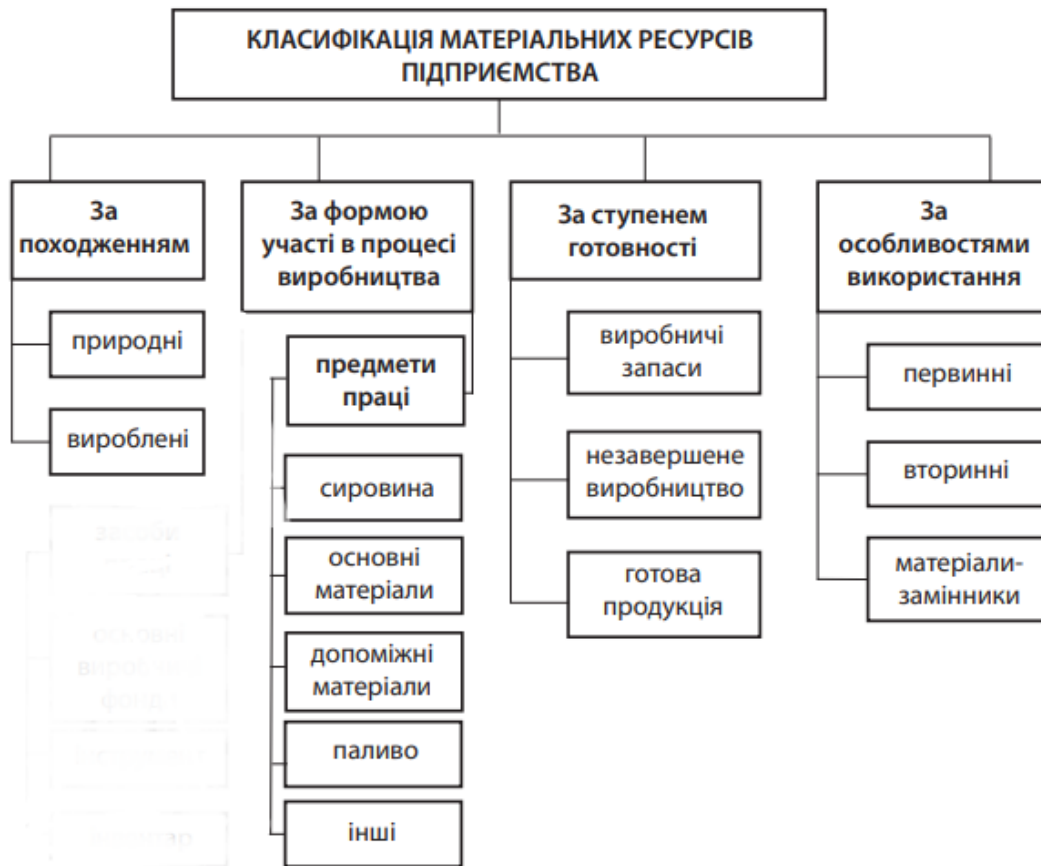 КЛАСИФІКАЦІЯ МАТЕРІАЛЬНИХ РЕСУРСІВ
ПІДПРИЄМСТВА
За
походженням
природні
вироблені
За формою
участі в процесі
виробництва
предмети
праці
сировина
основні
матеріали
допоміжні
матеріали
паливо
інші
За ступенем
готовності
виробничі
запаси
незавершене
виробництво
готова
продукція
За
особливостями
використання
первинні
вторинні
матеріали-
замінники